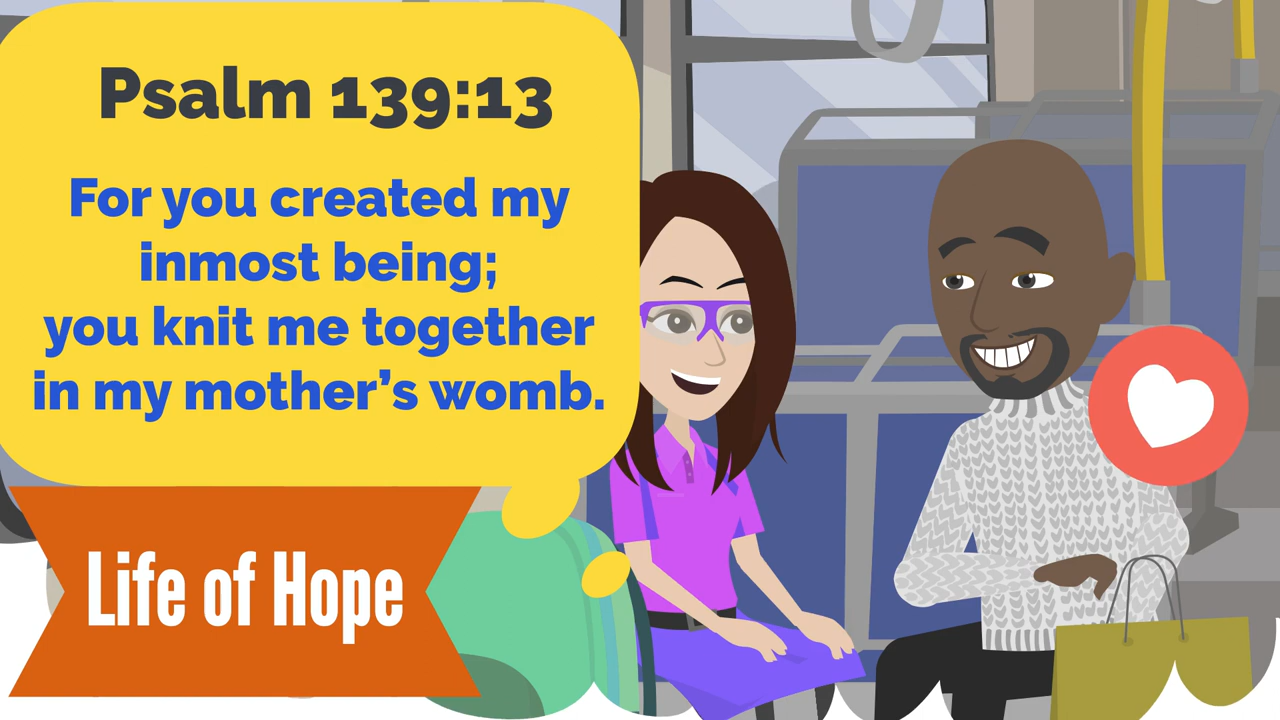 Psalm 139:13
For you created my
inmost being;
you knit me together
in my mother’s womb.
Life of Hope